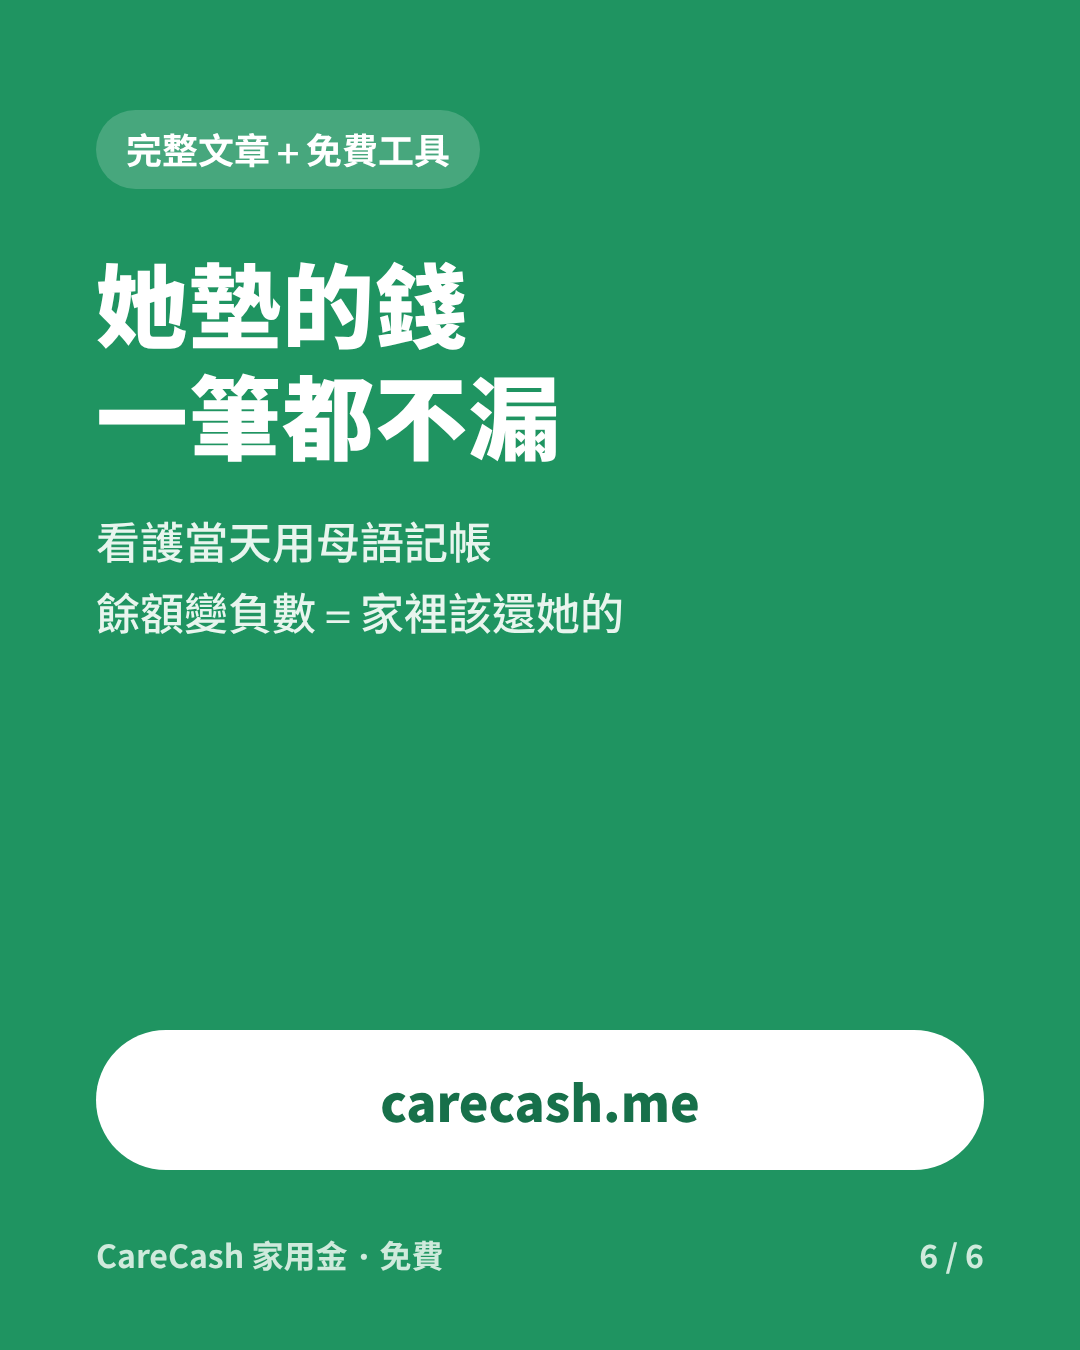 完整文章+免費工具
她墊的錢
一筆都不漏
看護當天用母語記帳
餘額變負數=家裡該還她的
carecash.me
CareCash 家用金·免費
6 / 6